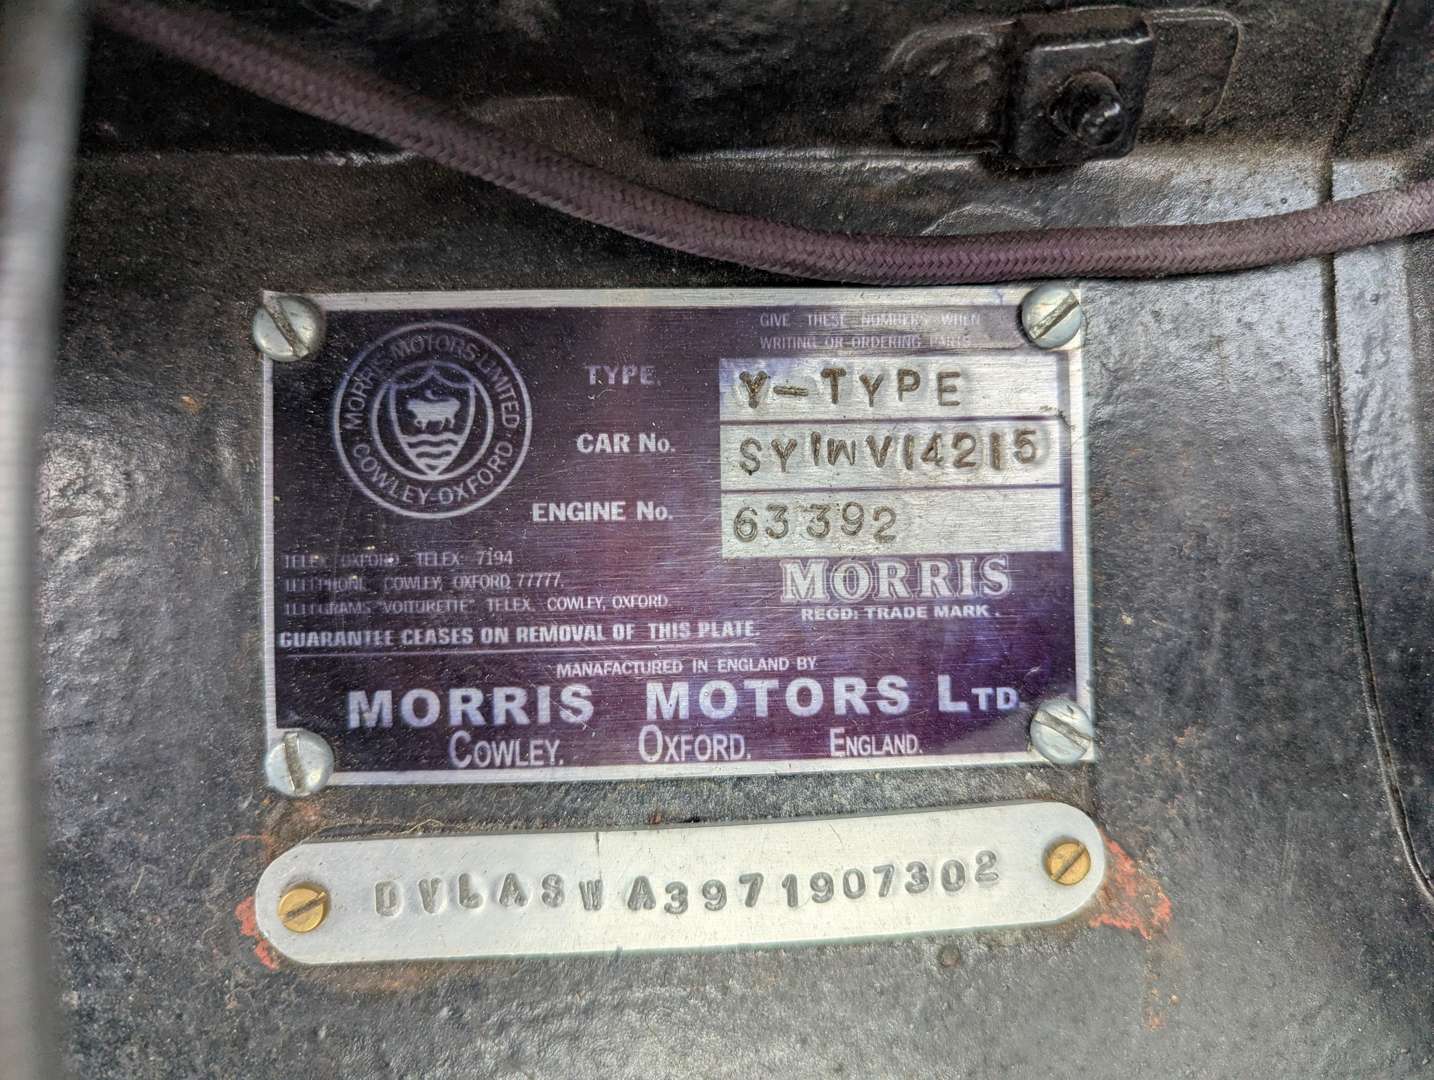 MORRIS MOTORS LIMITED
COWLEY-OXFORD
GIVE THESE NUMBERS WHEN
WRITING OR ORDERING PARTS
TYPE. Y-TYPE
CAR No. SY1WV14215
ENGINE No. 63392
TELEX OXFORD TELEX 7194
TELEPHONE COWLEY, OXFORD 77777.
TELEGRAMS "VOITURETTE" TELEX. COWLEY, OXFORD
MORRIS
REGD: TRADE MARK.
GUARANTEE CEASES ON REMOVAL OF THIS PLATE.
MANAFACTURED IN ENGLAND BY
MORRIS MOTORS LTD.
COWLEY. OXFORD. ENGLAND.
DVLASWA3971907302